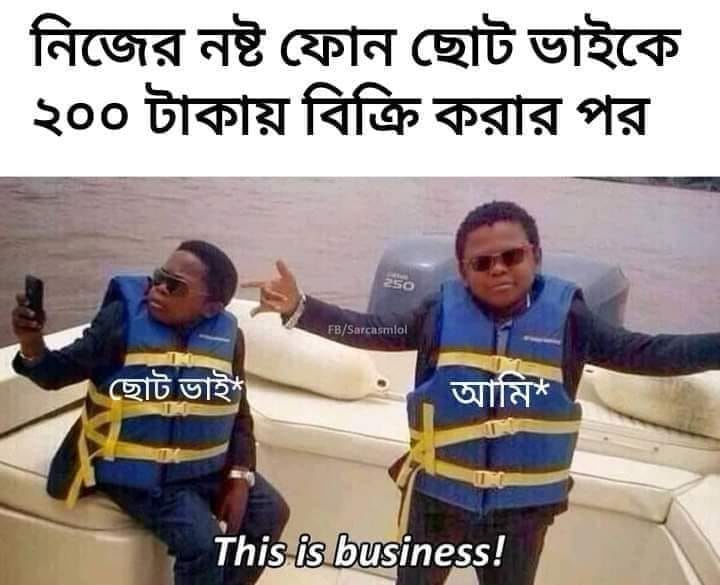 নিজের নষ্ট ফোন ছোট ভাইকে
২০০ টাকায় বিক্রি করার পর
250
FB/Sarcasmlol
ছোট ভাই*
আমি*
This is business!